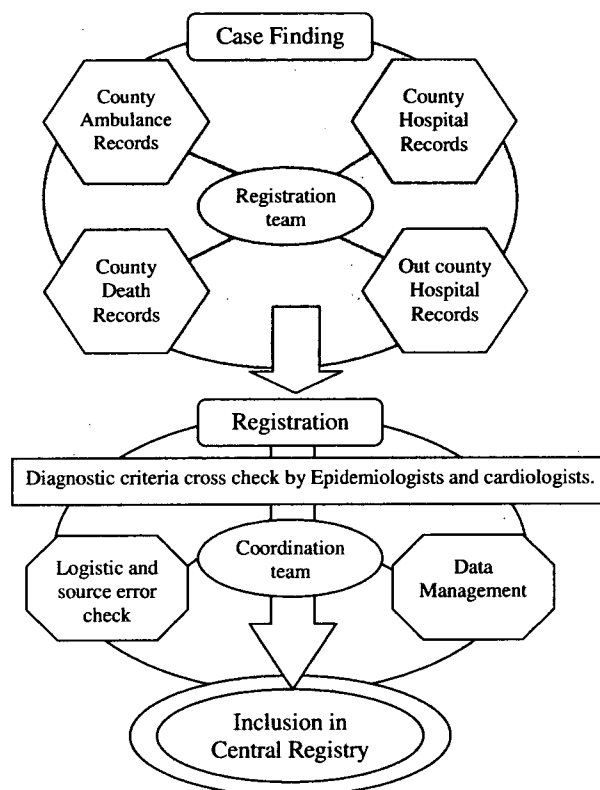 Case Finding
County
Ambulance
Records
County
Hospital
Records
Registration
team
County
Death
Records
Out county
Hospital
Records
Registration
Diagnostic criteria cross check by Epidemiologists and cardiologists.
Coordination
team
Logistic and
source error
check
Data
Management
Inclusion in
Central Registry